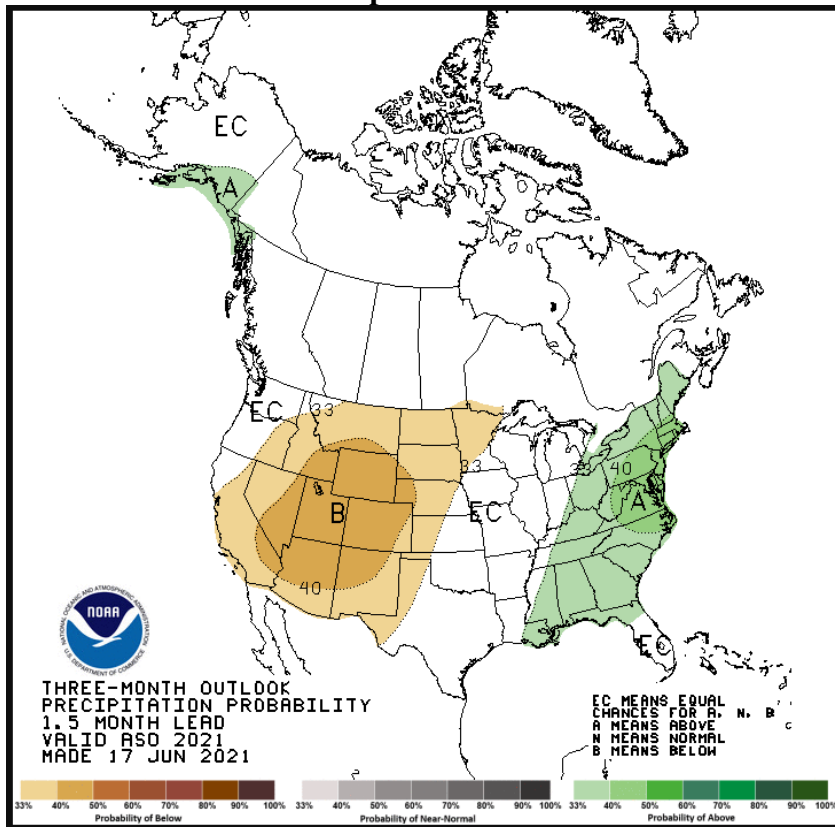 EC
A
EC
33
33
EC
B
40
33
40
A
EC
NATIONAL OCEANIC AND ATMOSPHERIC ADMINISTRATION
NOAA
U.S. DEPARTMENT OF COMMERCE
THREE-MONTH OUTLOOK
PRECIPITATION PROBABILITY
1.5 MONTH LEAD
VALID ASO 2021
MADE 17 JUN 2021
EC MEANS EQUAL
CHANCES FOR A, N, B
A MEANS ABOVE
N MEANS NORMAL
B MEANS BELOW
33% 40% 50% 60% 70% 80% 90% 100%
Probability of Below
33% 40% 50% 60% 70% 80% 90% 100%
Probability of Near-Normal
33% 40% 50% 60% 70% 80% 90% 100%
Probability of Above